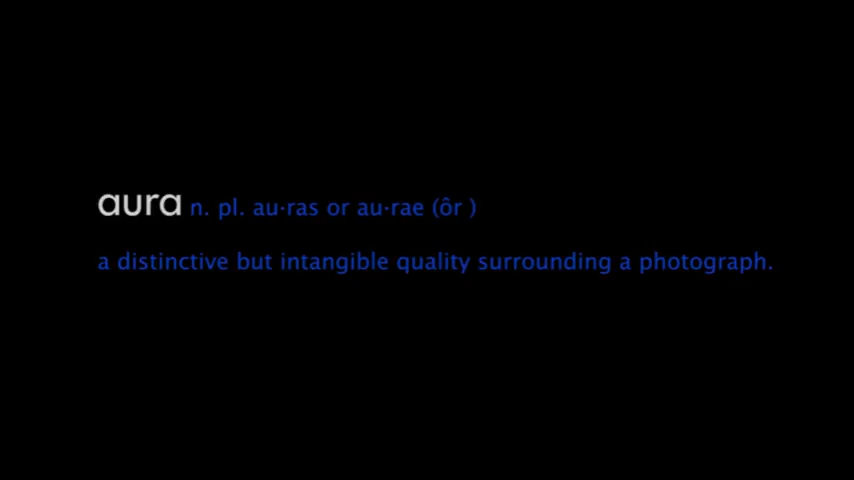 aura n. pl. au·ras or au·rae (ôr )
a distinctive but intangible quality surrounding a photograph.